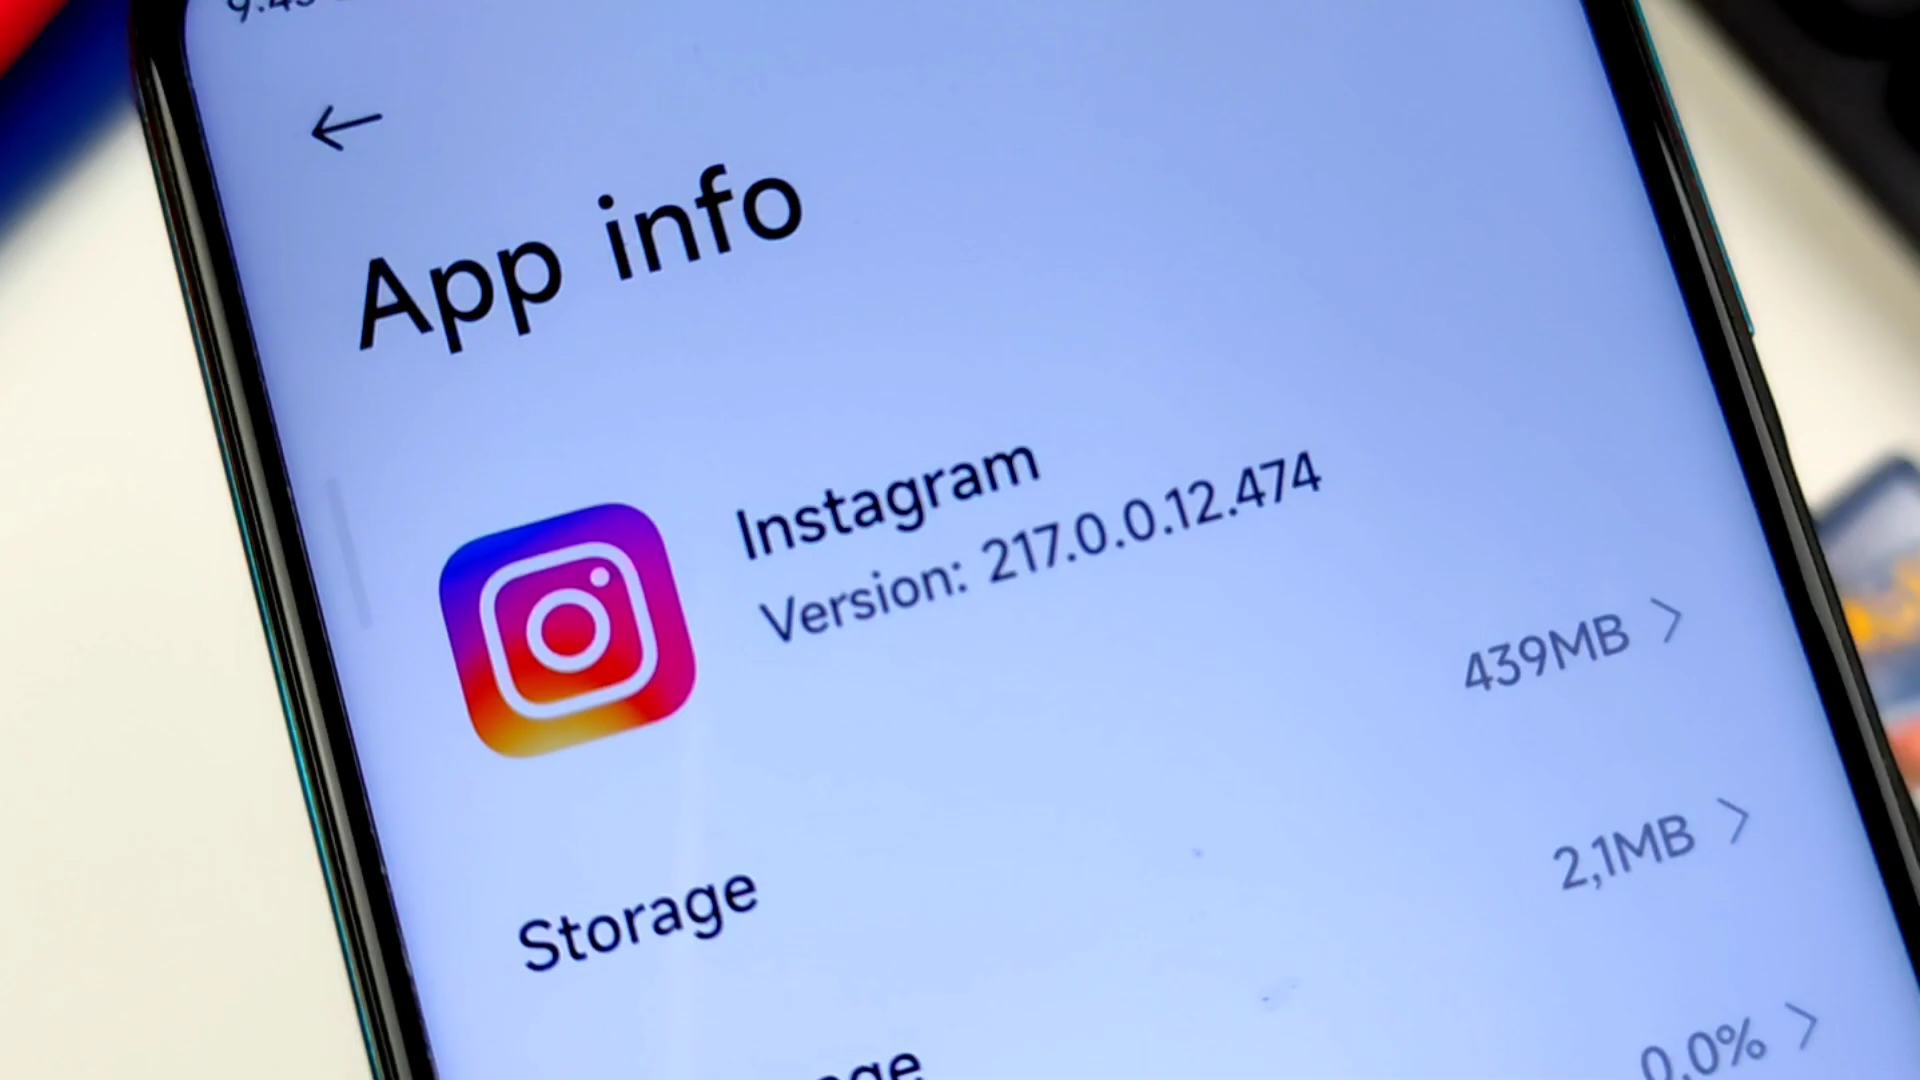 App info
Instagram
Version: 217.0.0.12.474
Storage 439MB
2,1MB
0,0%